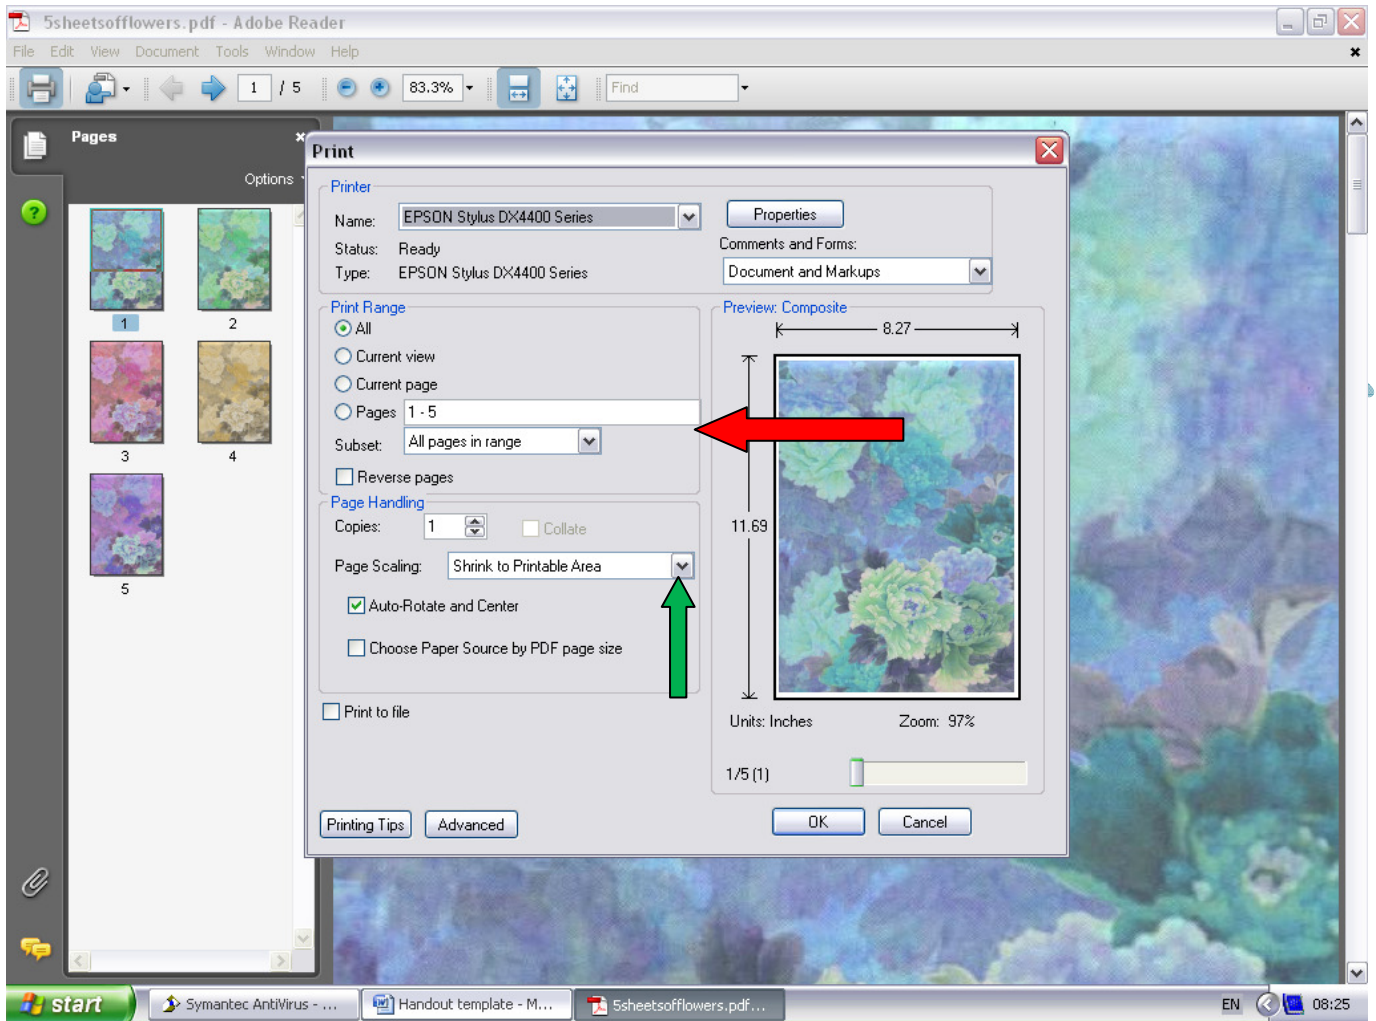 5sheetsofflowers.pdf - Adobe Reader
File Edit View Document Tools Window Help
1 / 5 83.3% Find
Pages
Options
1 2
3 4
5
Print
Printer
Name: EPSON Stylus DX4400 Series Properties
Status: Ready Comments and Forms:
Type: EPSON Stylus DX4400 Series Document and Markups
Print Range
All
Current view
Current page
Pages 1 - 5
Subset: All pages in range
Reverse pages
Page Handling
Copies: 1 Collate
Page Scaling: Shrink to Printable Area
Auto-Rotate and Center
Choose Paper Source by PDF page size
Print to file
Preview: Composite
8.27
11.69
Units: Inches Zoom: 97%
1/5 (1)
Printing Tips Advanced OK Cancel
start Symantec AntiVirus - ... Handout template - M... 5sheetsofflowers.pdf... EN 08:25